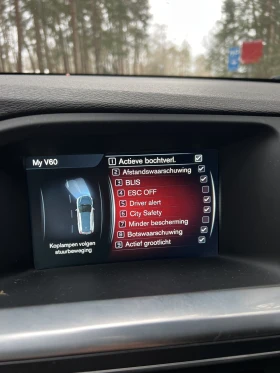 My V60
1 Actieve bochtverl.
2 Afstandswaarschuwing
3 BLIS
4 ESC OFF
5 Driver alert
6 City Safety
7 Minder bescherming
8 Botswaarschuwing
9 Actief grootlicht
Koplampen volgen
stuurbeweging